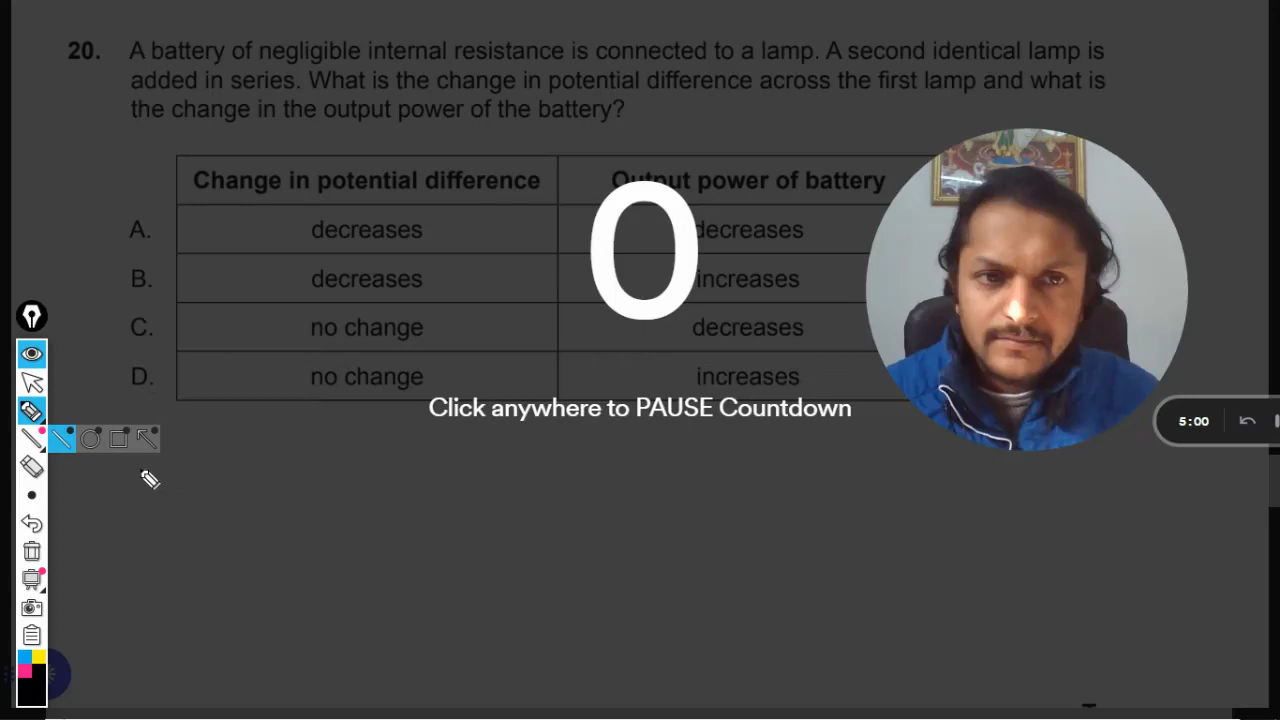 20. A battery of negligible internal resistance is connected to a lamp. A second identical lamp is
added in series. What is the change in potential difference across the first lamp and what is
the change in the output power of the battery?
Change in potential difference Output power of battery
A. decreases decreases
B. decreases increases
C. no change decreases
D. no change increases
0
Click anywhere to PAUSE Countdown
5:00